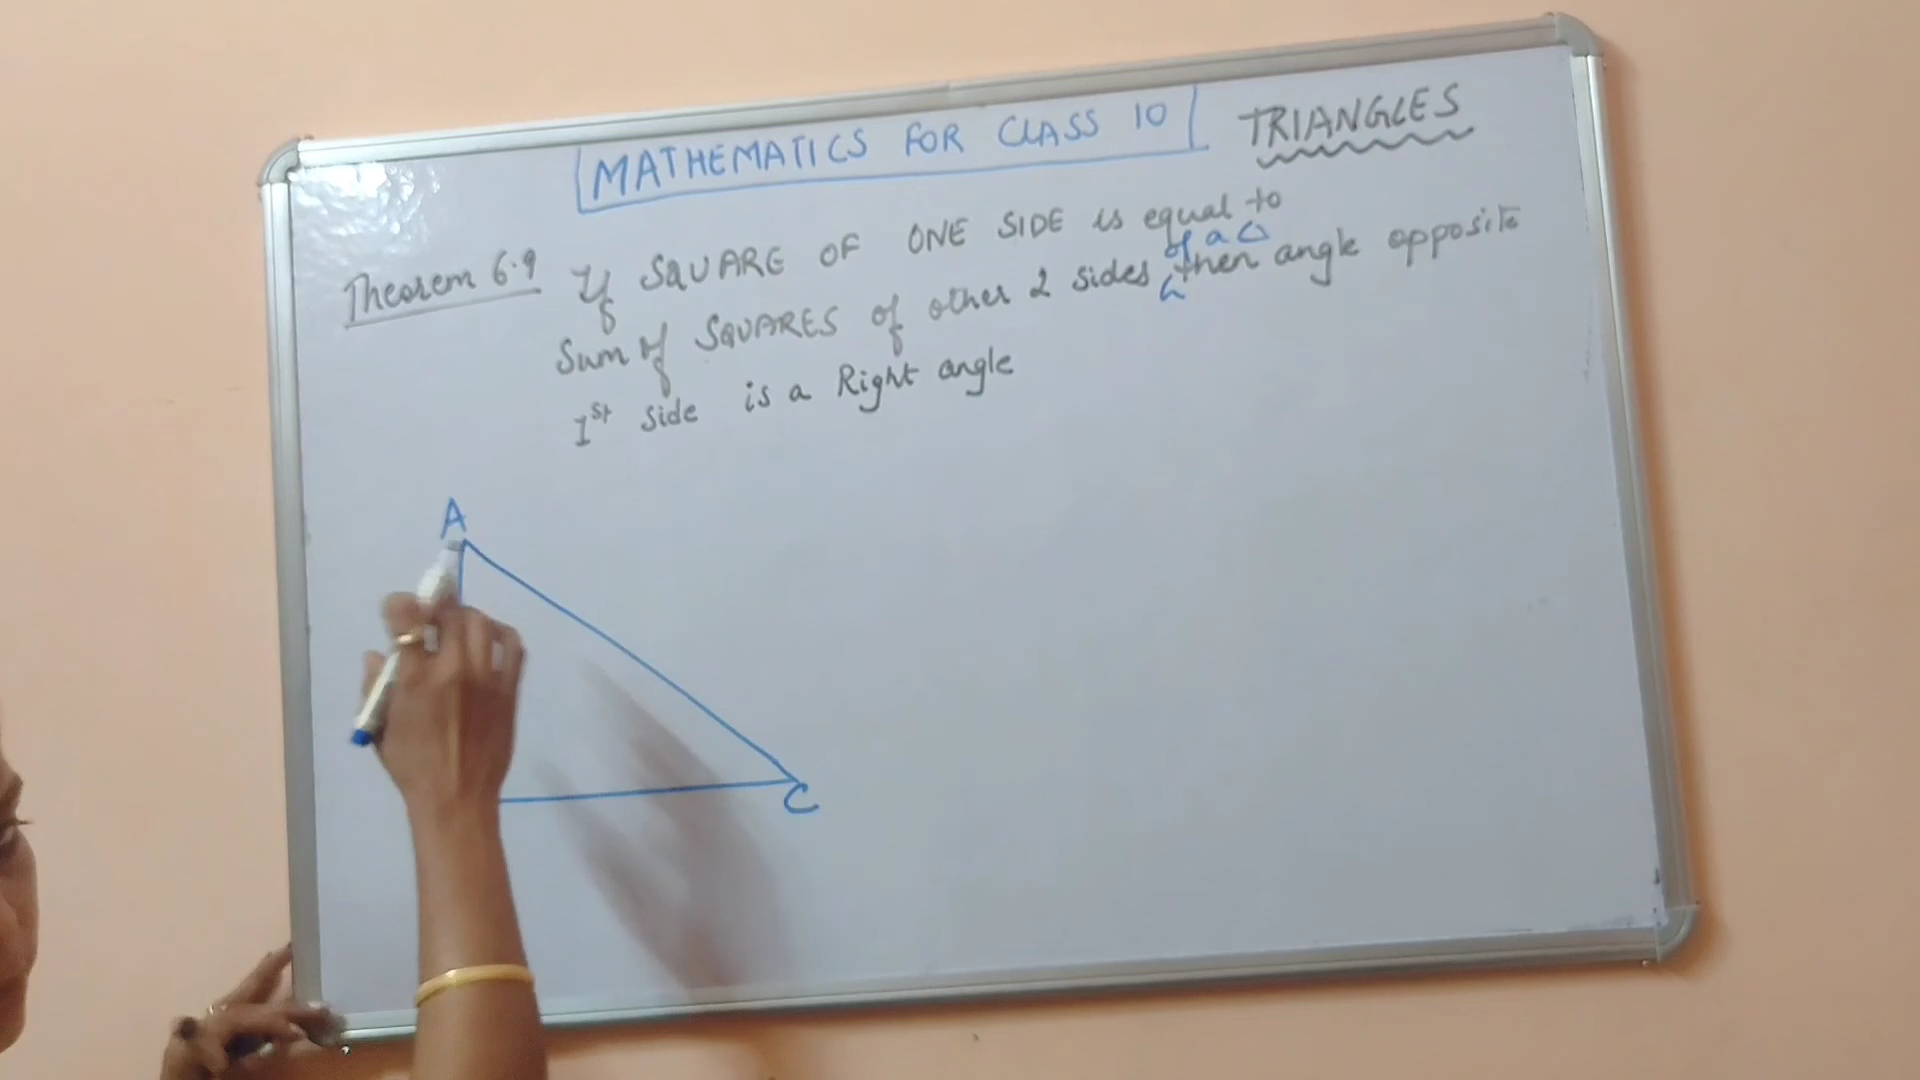 MATHEMATICS FOR CLASS 10
TRIANGLES
Theorem 6.9 If SQUARE OF ONE SIDE is equal to
of a △
Sum of SQUARES of other 2 sides then angle opposite
1st side is a Right angle
A
C